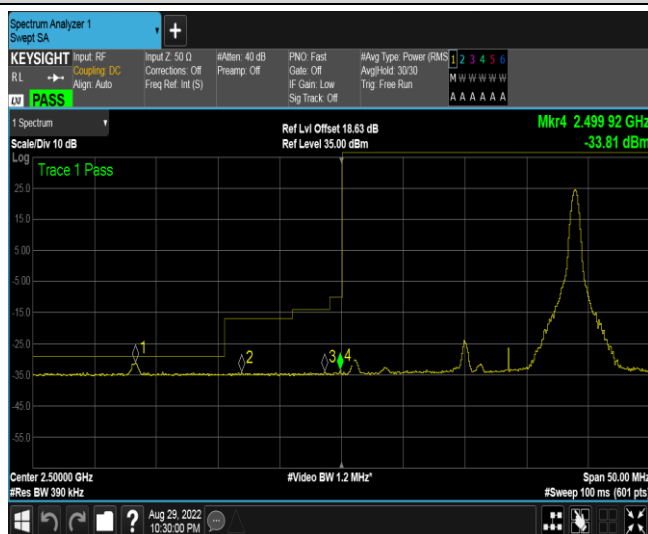 Spectrum Analyzer 1
Swept SA
KEYSIGHT
RL
LXI PASS
Input: RF
Coupling: DC
Align: Auto
Input Z: 50 Ω
Corrections: Off
Freq Ref: Int (S)
#Atten: 40 dB
Preamp: Off
PNO: Fast
Gate: Off
IF Gain: Low
Sig Track: Off
#Avg Type: Power (RMS
Avg|Hold: 30/30
Trig: Free Run
1 2 3 4 5 6
M W W W W W
A A A A A A
1 Spectrum
Scale/Div 10 dB
Ref Lvl Offset 18.63 dB
Ref Level 35.00 dBm
Mkr4 2.499 92 GHz
-33.81 dBm
Log
Trace 1 Pass
25.0
15.0
5.00
-5.00
-15.0
-25.0
-35.0
-45.0
-55.0
1
2
3
4
Center 2.50000 GHz
#Res BW 390 kHz
#Video BW 1.2 MHz*
Span 50.00 MHz
#Sweep 100 ms (601 pts)
?
Aug 29, 2022
10:30:00 PM